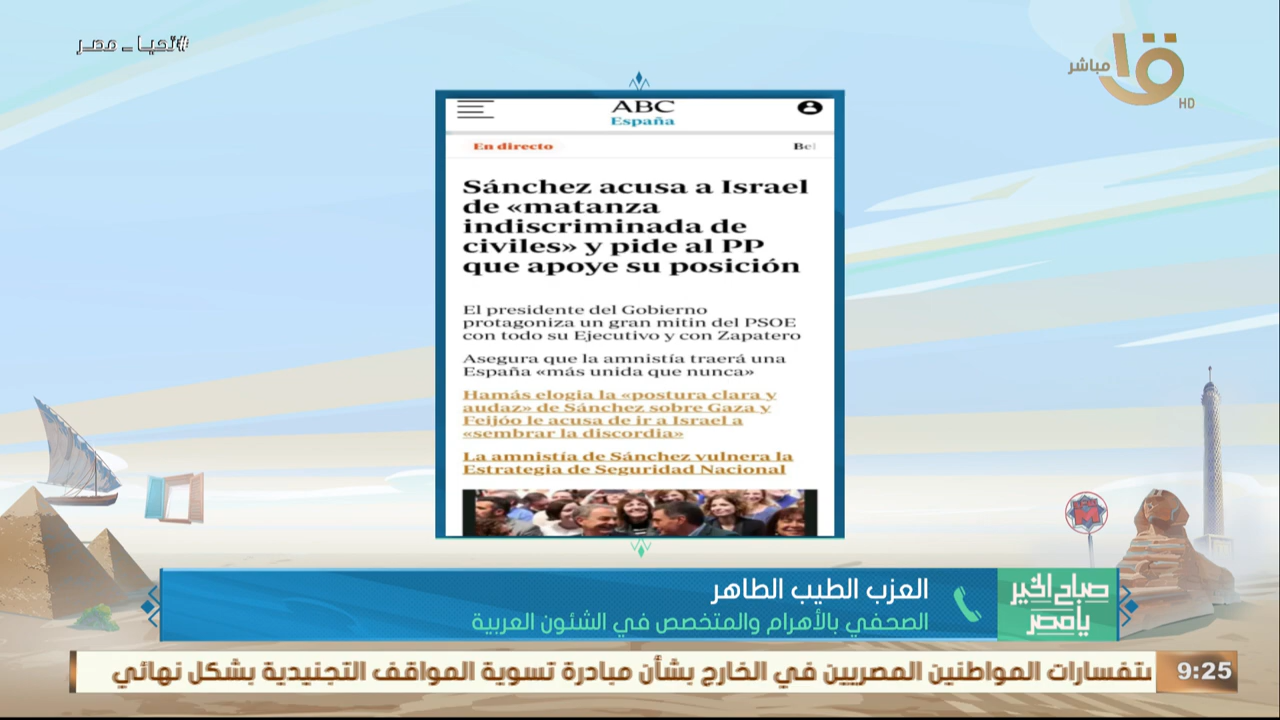 #تحيا_مصر
مباشر
HD
ABC
España
En directo
Sánchez acusa a Israel
de «matanza
indiscriminada de
civiles» y pide al PP
que apoye su posición
El presidente del Gobierno
protagoniza un gran mitin del PSOE
con todo su Ejecutivo y con Zapatero
Asegura que la amnistía traerá una
España «más unida que nunca»
Hamás elogia la «postura clara y
audaz» de Sánchez sobre Gaza y
Feijóo le acusa de ir a Israel a
«sembrar la discordia»
La amnistía de Sánchez vulnera la
Estrategia de Seguridad Nacional
M
صباح الخير
يا مصر
العزب الطيب الطاهر
الصحفي بالأهرام والمتخصص في الشئون العربية
9:25
المواطنين المصريين في الخارج بشأن مبادرة تسوية المواقف التجنيدية بشكل نهائي